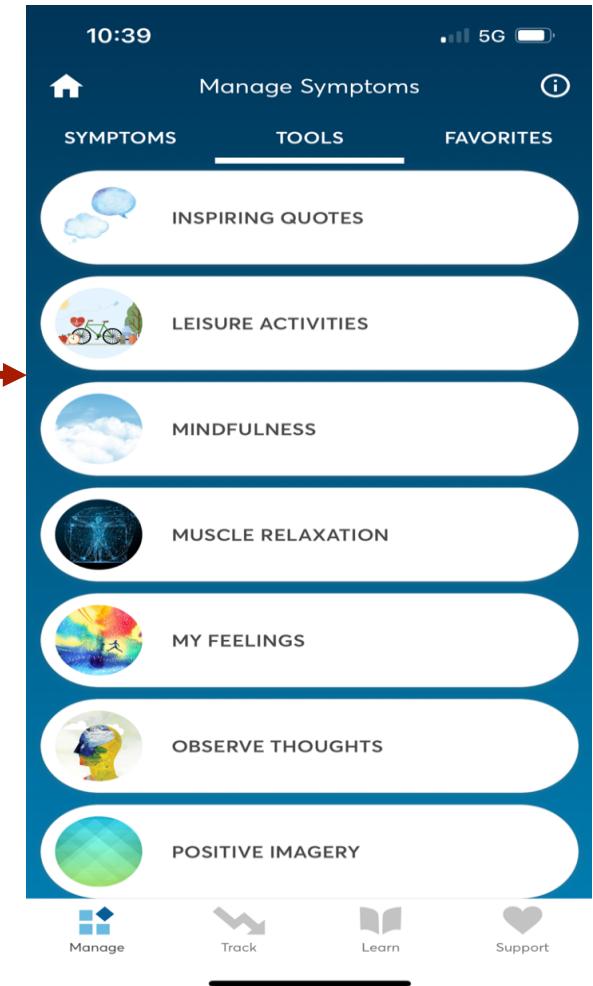 10:39
5G
Manage Symptoms
SYMPTOMS TOOLS FAVORITES
INSPIRING QUOTES
LEISURE ACTIVITIES
MINDFULNESS
MUSCLE RELAXATION
MY FEELINGS
OBSERVE THOUGHTS
POSITIVE IMAGERY
Manage Track Learn Support